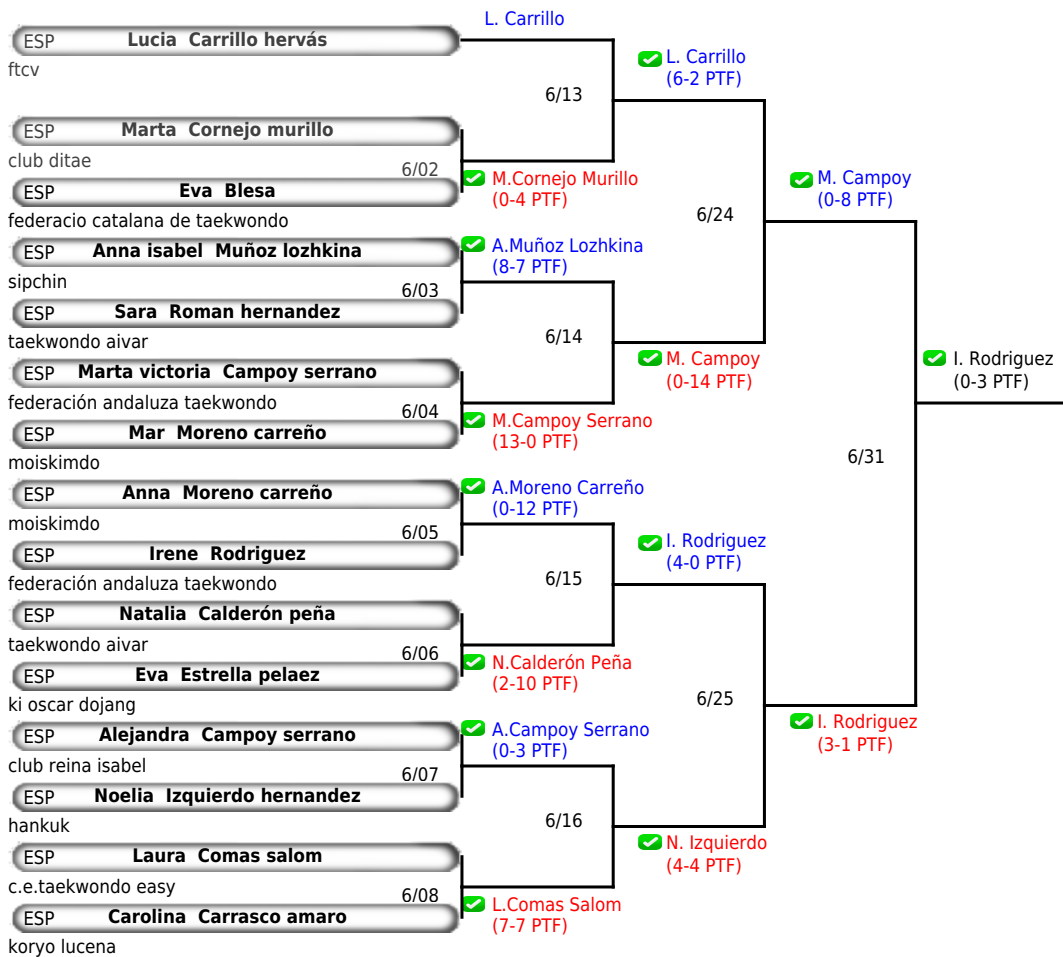 L. Carrillo
ESP Lucia Carrillo hervás
ftcv
L. Carrillo
(6-2 PTF)
6/13
ESP Marta Cornejo murillo
club ditae
6/02
M.Cornejo Murillo
(0-4 PTF)
ESP Eva Blesa
federacio catalana de taekwondo
M. Campoy
(0-8 PTF)
6/24
ESP Anna isabel Muñoz lozhkina
sipchin
A.Muñoz Lozhkina
(8-7 PTF)
6/03
ESP Sara Roman hernandez
taekwondo aivar
6/14
M. Campoy
(0-14 PTF)
ESP Marta victoria Campoy serrano
federación andaluza taekwondo
6/04
M.Campoy Serrano
(13-0 PTF)
ESP Mar Moreno carreño
moiskimdo
I. Rodriguez
(0-3 PTF)
6/31
ESP Anna Moreno carreño
moiskimdo
A.Moreno Carreño
(0-12 PTF)
6/05
ESP Irene Rodriguez
federación andaluza taekwondo
I. Rodriguez
(4-0 PTF)
6/15
ESP Natalia Calderón peña
taekwondo aivar
6/06
N.Calderón Peña
(2-10 PTF)
ESP Eva Estrella pelaez
ki oscar dojang
6/25
I. Rodriguez
(3-1 PTF)
ESP Alejandra Campoy serrano
club reina isabel
A.Campoy Serrano
(0-3 PTF)
6/07
ESP Noelia Izquierdo hernandez
hankuk
6/16
N. Izquierdo
(4-4 PTF)
ESP Laura Comas salom
c.e.taekwondo easy
6/08
L.Comas Salom
(7-7 PTF)
ESP Carolina Carrasco amaro
koryo lucena